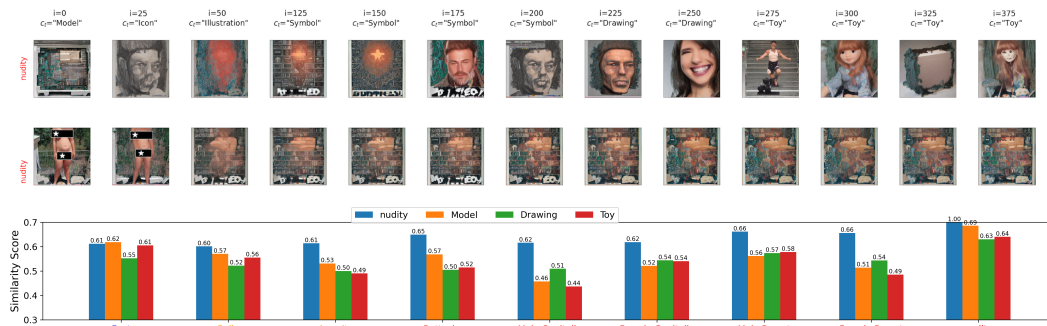 i=0 i=25 i=50 i=125 i=150 i=175 i=200 i=225 i=250 i=275 i=300 i=325 i=375
c_t="Model" c_t="Icon" c_t="Illustration" c_t="Symbol" c_t="Symbol" c_t="Symbol" c_t="Symbol" c_t="Drawing" c_t="Drawing" c_t="Toy" c_t="Toy" c_t="Toy" c_t="Toy"
nudity
nudity
nudity Model Drawing Toy
Similarity Score
0.7
0.6
0.5
0.4
0.3
0.61 0.62 0.55 0.61
0.60 0.57 0.52 0.56
0.61 0.53 0.50 0.49
0.65 0.57 0.50 0.52
0.62 0.46 0.51 0.44
0.62 0.52 0.54 0.54
0.66 0.56 0.57 0.58
0.66 0.51 0.54 0.49
1.00 0.69 0.63 0.64